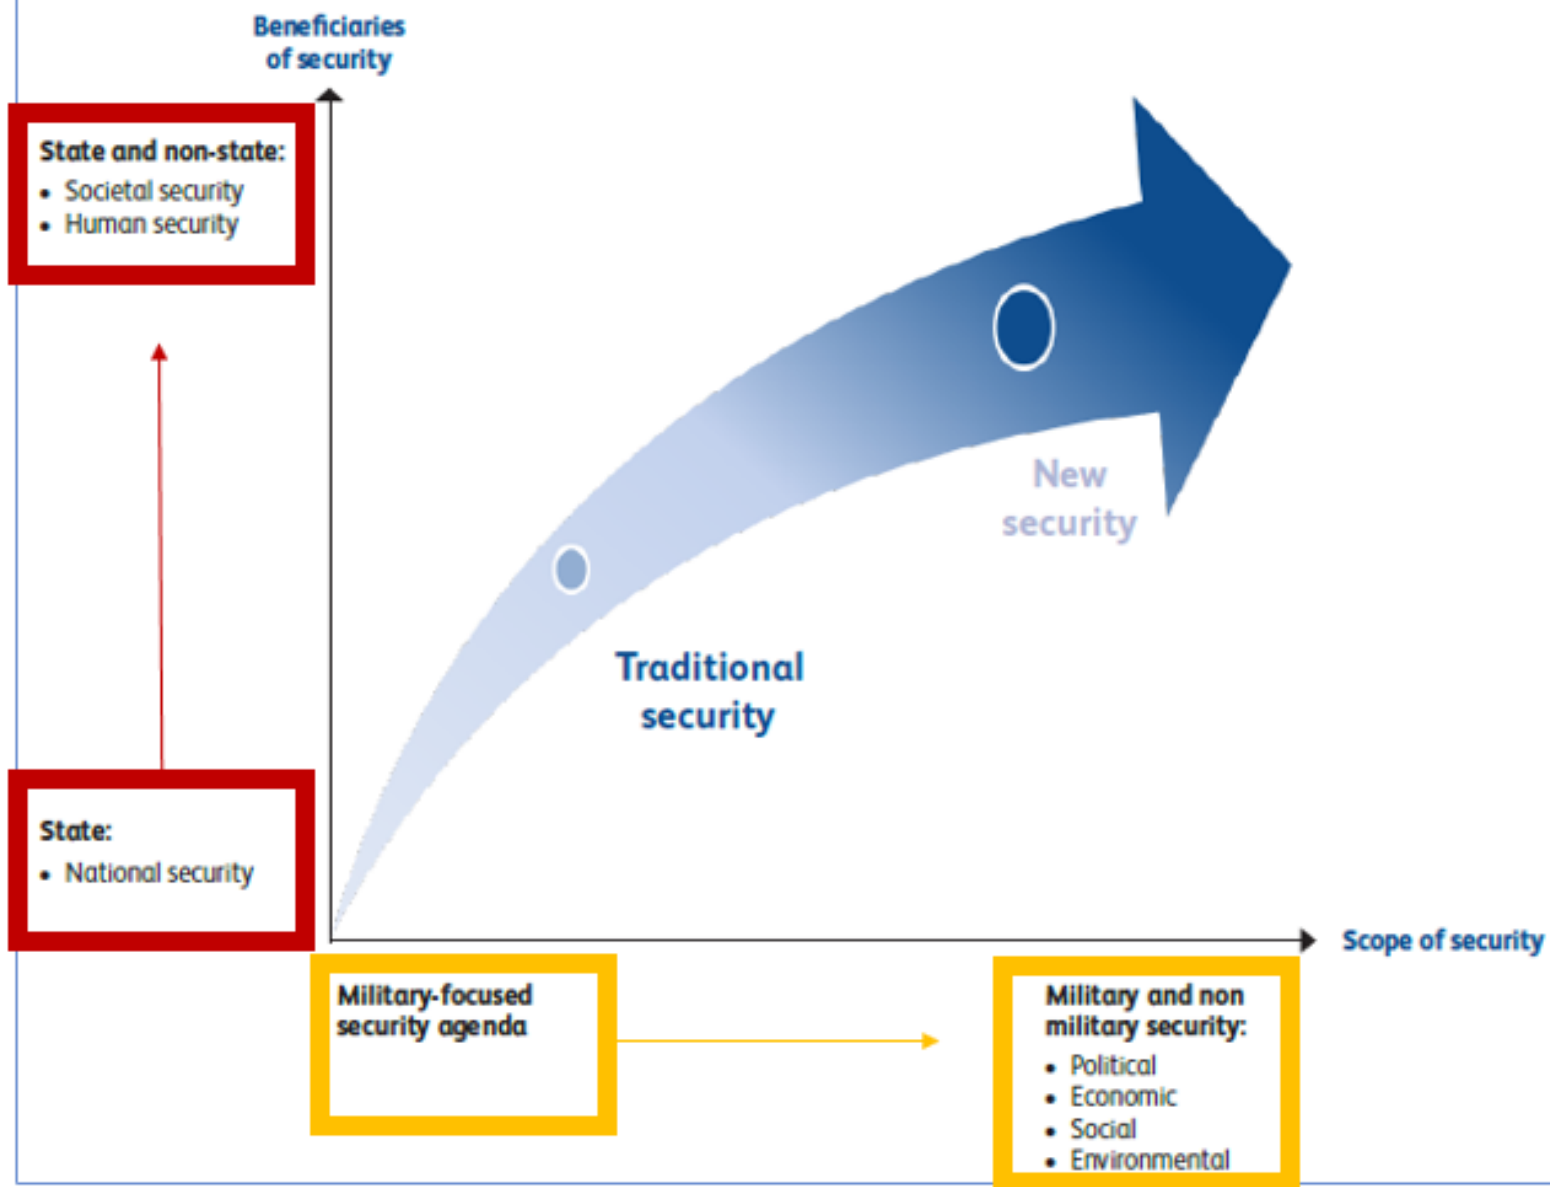 Beneficiaries
of security
State and non-state:
• Societal security
• Human security
New
security
Traditional
security
State:
• National security
Scope of security
Military-focused
security agenda
Military and non
military security:
• Political
• Economic
• Social
• Environmental